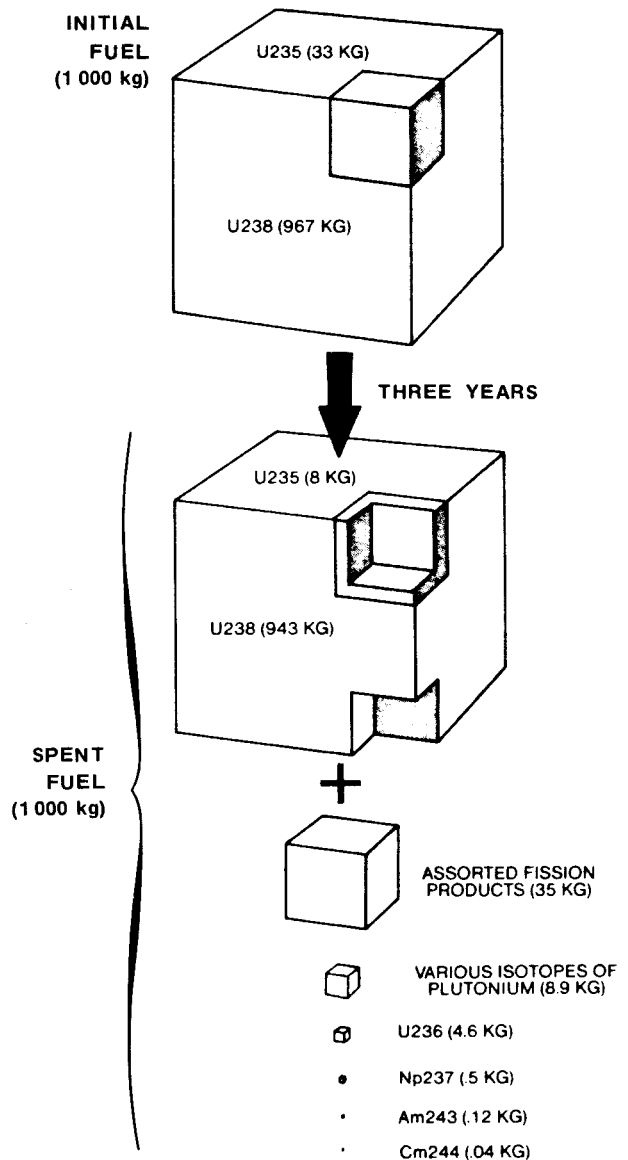 INITIAL
FUEL
(1 000 kg)
U235 (33 KG)
U238 (967 KG)
THREE YEARS
U235 (8 KG)
U238 (943 KG)
SPENT
FUEL
(1 000 kg)
ASSORTED FISSION
PRODUCTS (35 KG)
VARIOUS ISOTOPES OF
PLUTONIUM (8.9 KG)
U236 (4.6 KG)
Np237 (.5 KG)
Am243 (.12 KG)
Cm244 (.04 KG)